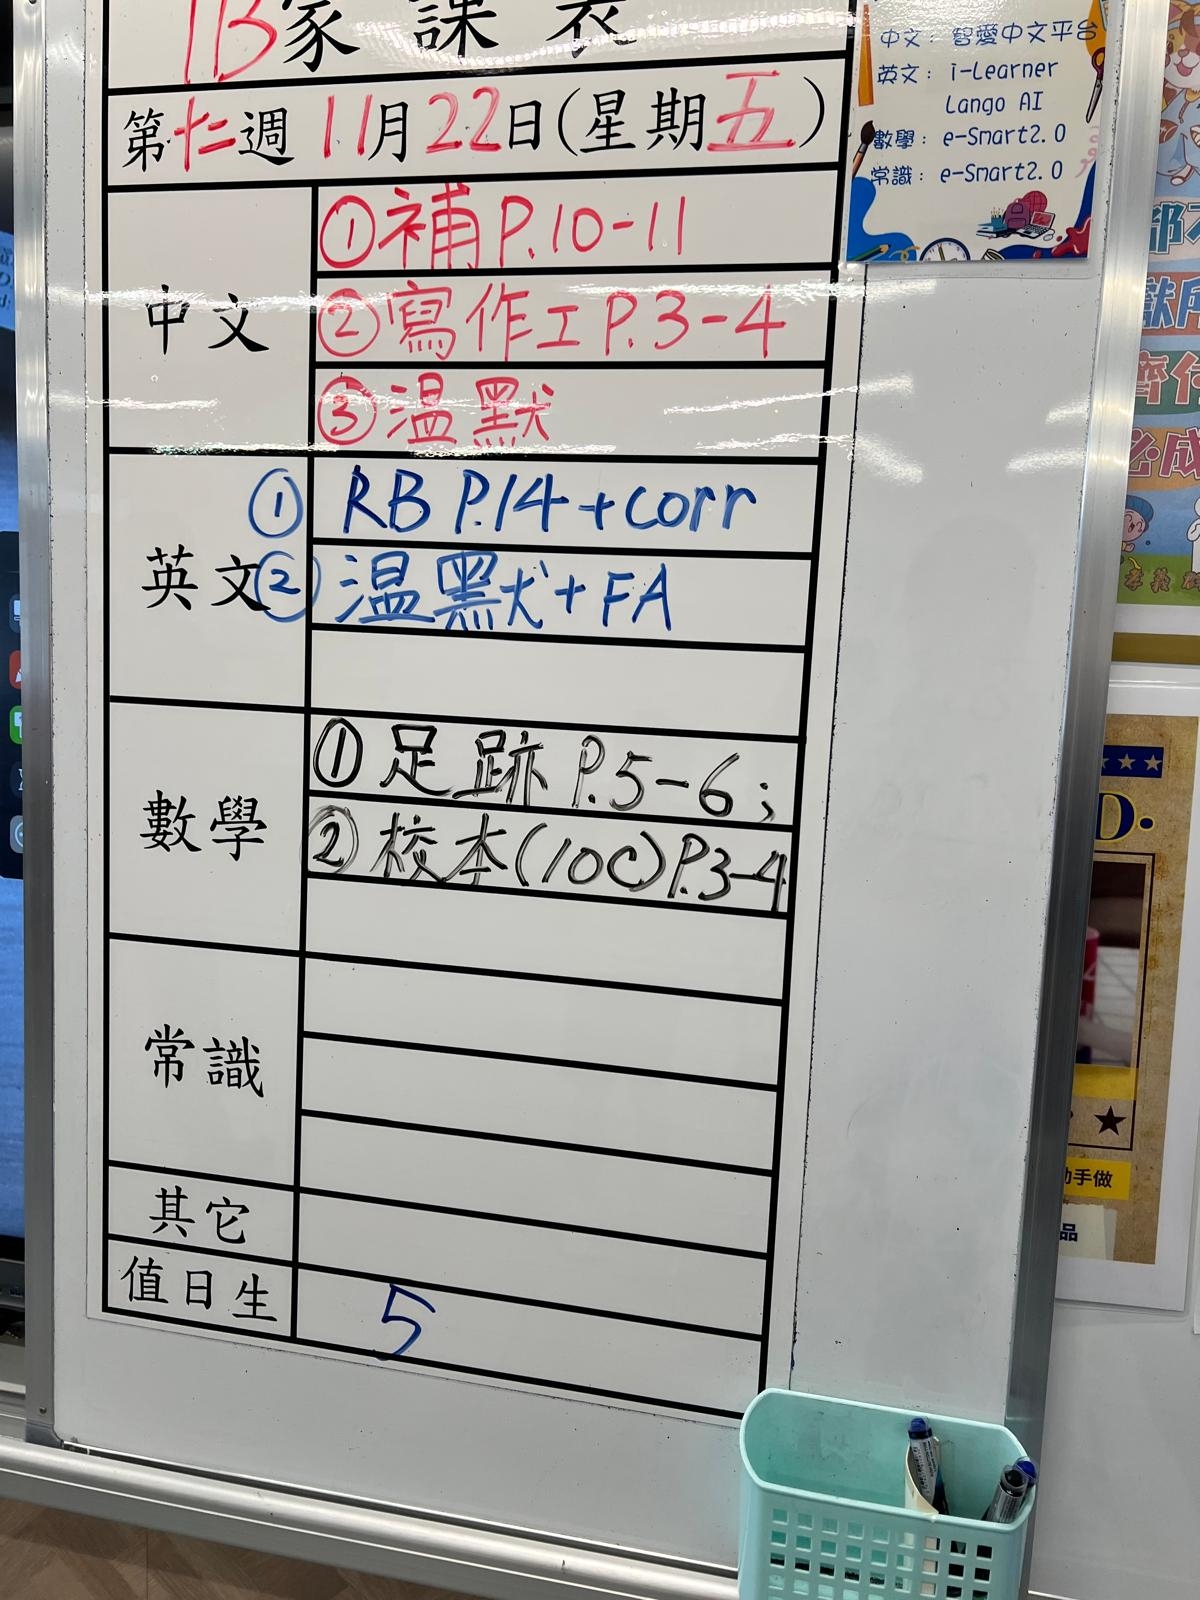 1B家課表
第十二週 11月22日(星期五)
中文
①補P.10-11
②寫作工P.3-4
③温默
英文
① RB P.14+corr
②温默+FA
數學
①足跡 P.5-6;
②校本(10C)P.3-4
常識
其它
值日生
5
中文：智愛中文平台
英文：i-Learner
Lango AI
數學：e-Smart2.0
常識：e-Smart2.0
D.
動手做
品